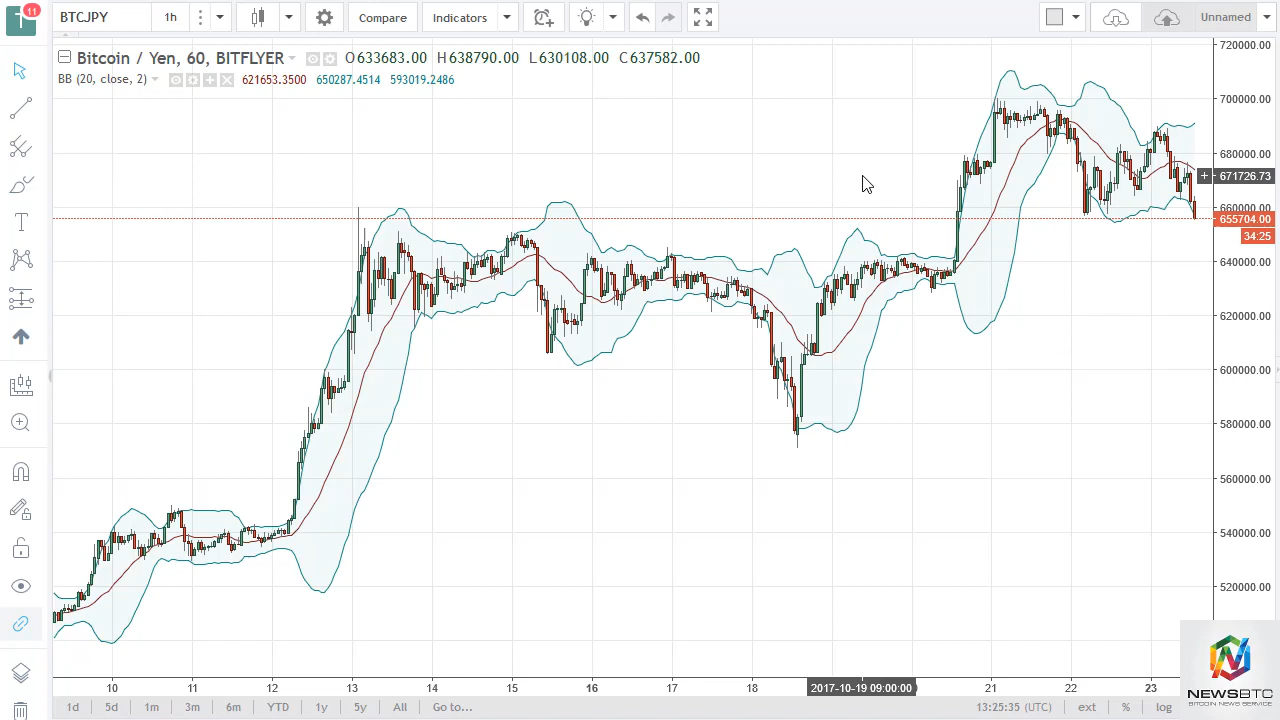 11
BTCJPY 1h Compare Indicators Unnamed
Bitcoin / Yen, 60, BITFLYER O633683.00 H638790.00 L630108.00 C637582.00
BB (20, close, 2) 621653.3500 650287.4514 593019.2486
720000.00
700000.00
680000.00
671726.73
660000.00
655704.00
34:25
640000.00
620000.00
600000.00
580000.00
560000.00
540000.00
520000.00
10 11 12 13 14 15 16 17 18 2017-10-19 09:00:00 21 22 23
1d 5d 1m 3m 6m YTD 1y 5y All Go to... 13:25:35 (UTC) ext % log
NEWSBTC
BITCOIN NEWS SERVICE